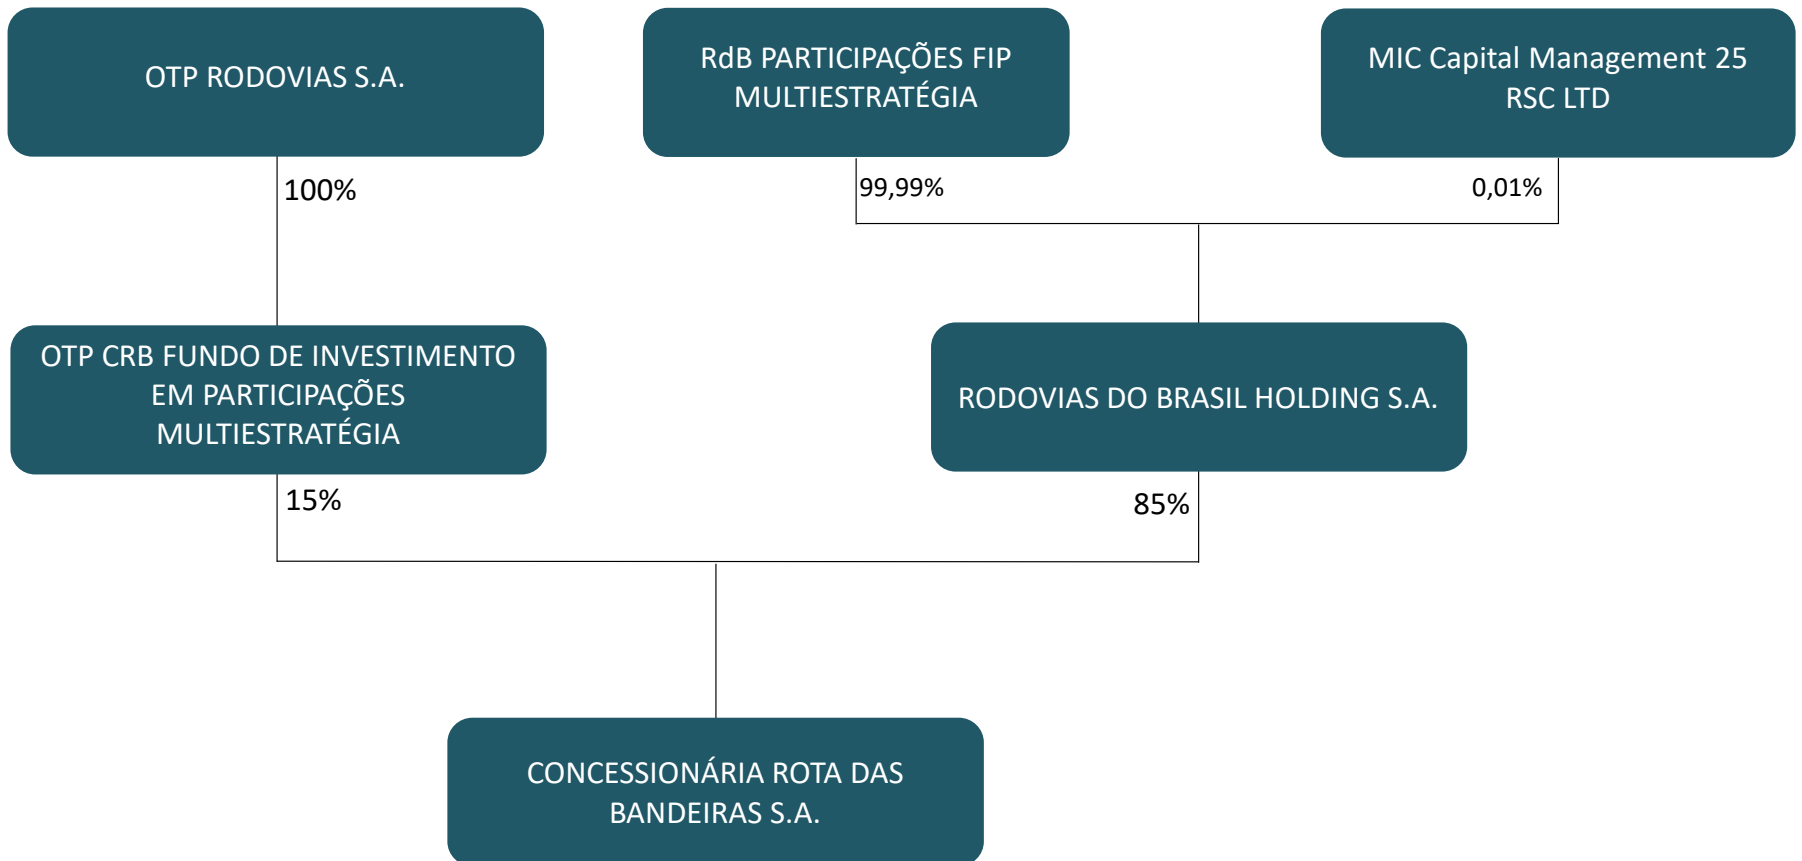 OTP RODOVIAS S.A.
RdB PARTICIPAÇÕES FIP
MULTIESTRATÉGIA
MIC Capital Management 25
RSC LTD
100%
99,99%
0,01%
OTP CRB FUNDO DE INVESTIMENTO
EM PARTICIPAÇÕES
MULTIESTRATÉGIA
RODOVIAS DO BRASIL HOLDING S.A.
15%
85%
CONCESSIONÁRIA ROTA DAS
BANDEIRAS S.A.